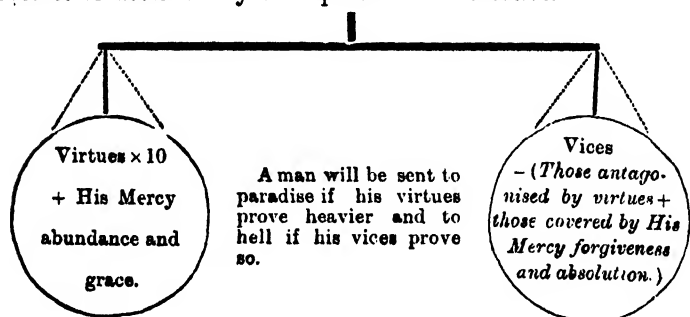 Virtues × 10
+ His Mercy
abundance and
grace.
A man will be sent to
paradise if his virtues
prove heavier and to
hell if his vices prove
so.
Vices
– (Those antago-
nised by virtues +
those covered by His
Mercy forgiveness
and absolution.)